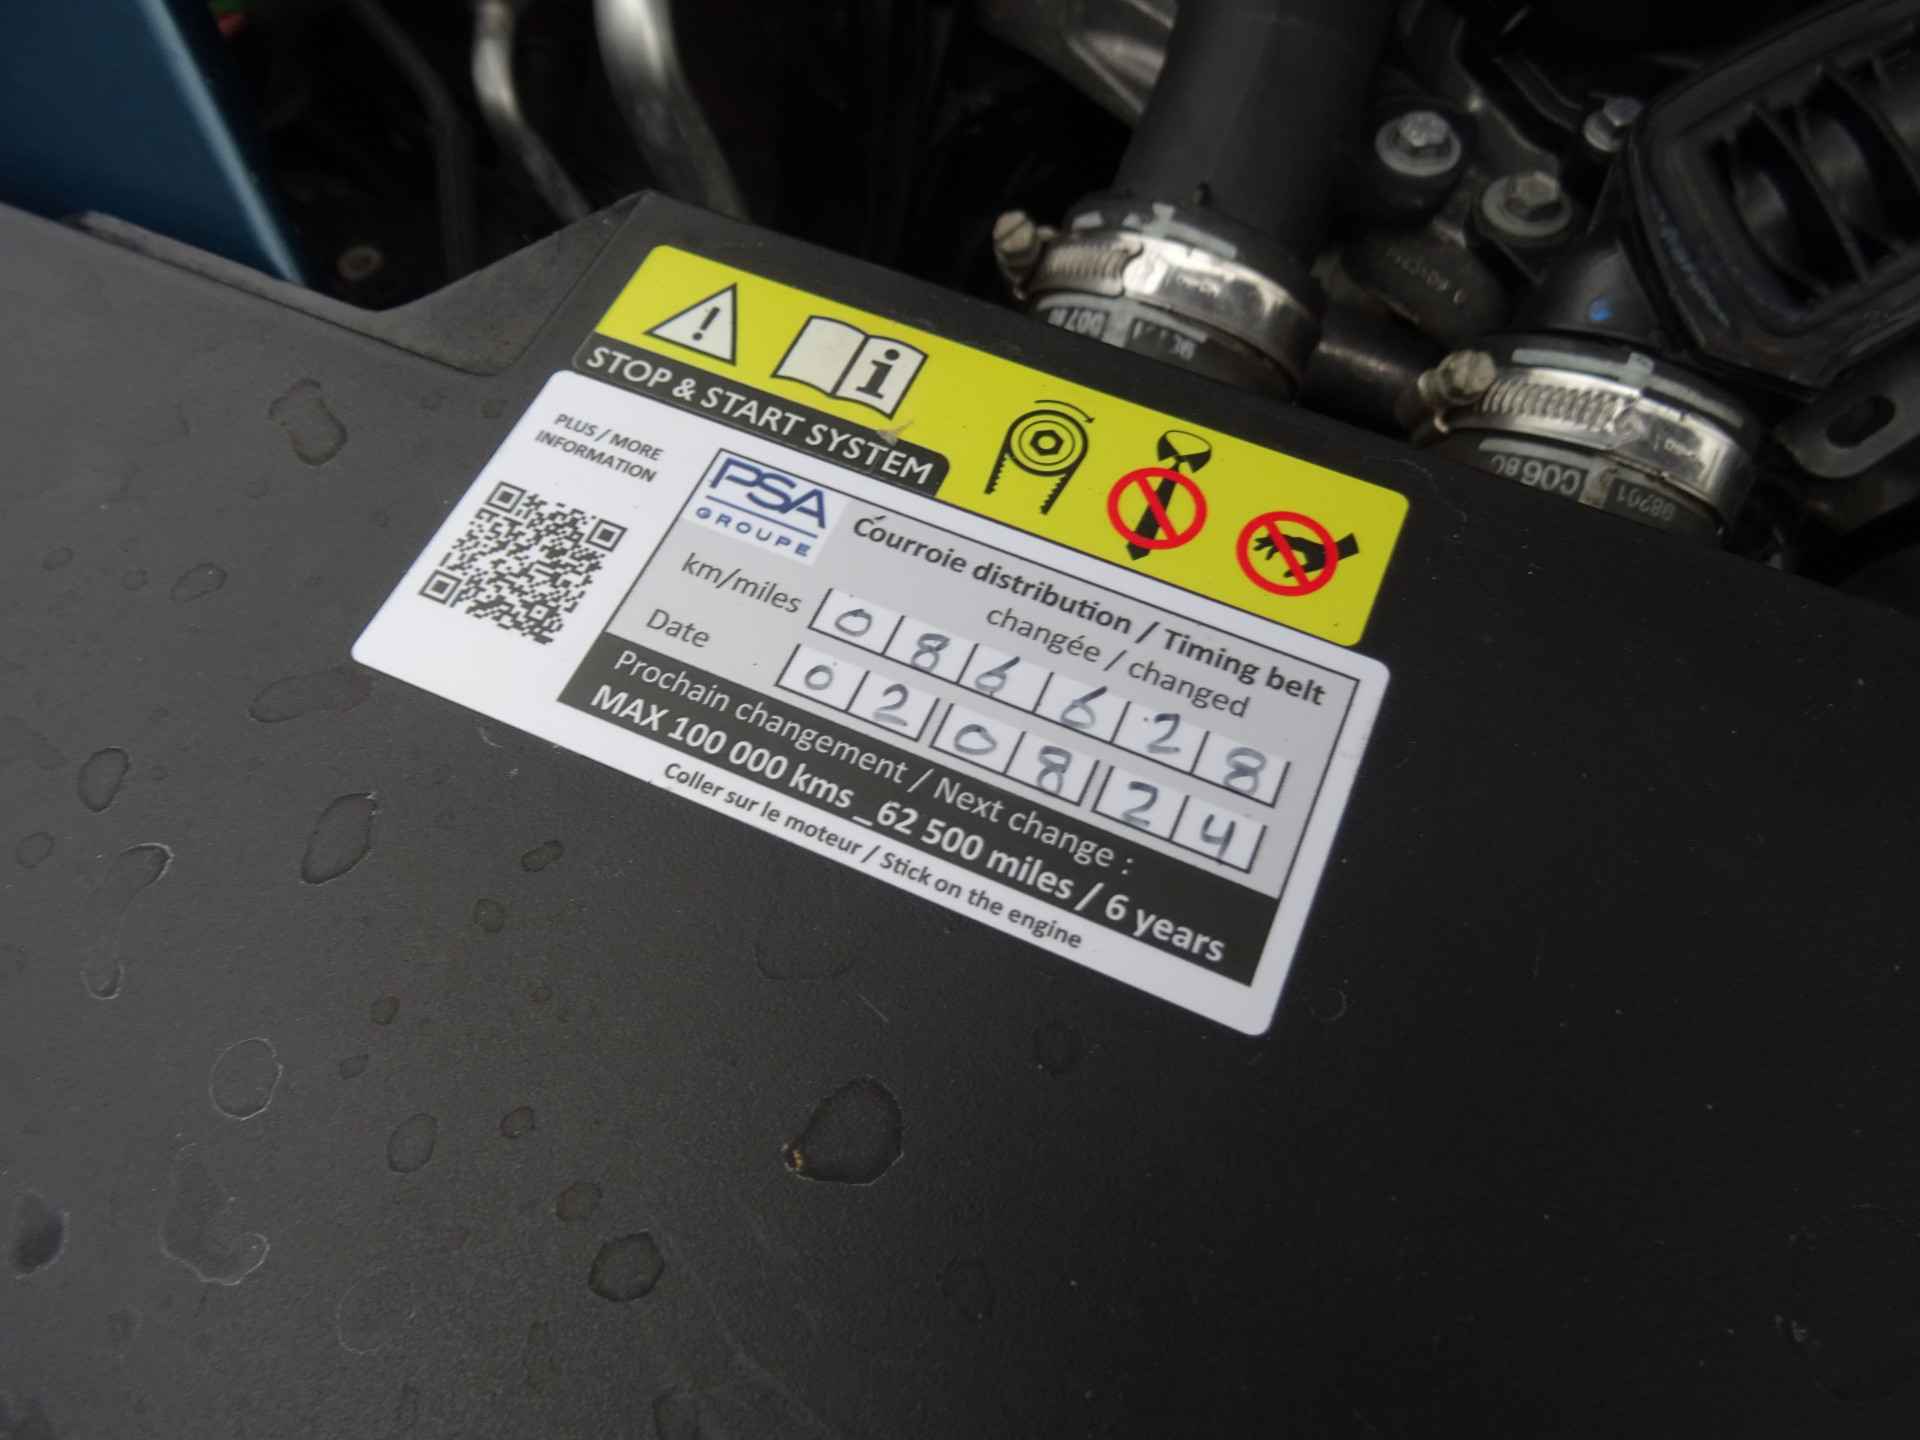 STOP & START SYSTEM
PLUS / MORE
INFORMATION
PSA
GROUPE
Courroie distribution / Timing belt
changée / changed
km/miles 0 8 6 6 2 8
Date 0 2 0 8 2 4
Prochain changement / Next change :
MAX 100 000 kms _62 500 miles / 6 years
Coller sur le moteur / Stick on the engine